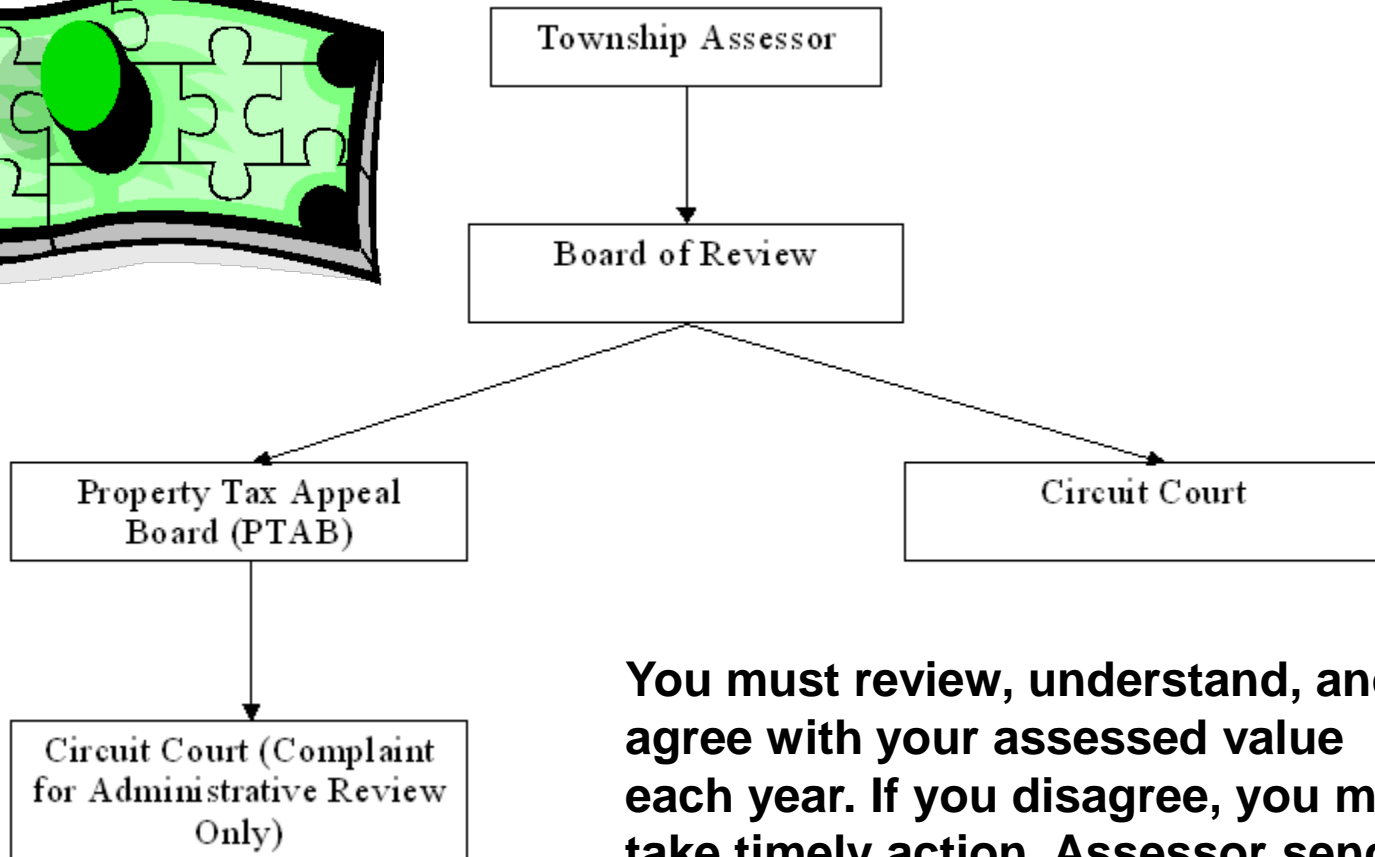 Township Assessor
Board of Review
Property Tax Appeal
Board (PTAB)
Circuit Court
Circuit Court (Complaint
for Administrative Review
Only)
You must review, understand, and
agree with your assessed value
each year. If you disagree, you m
take timely action. Assessor send